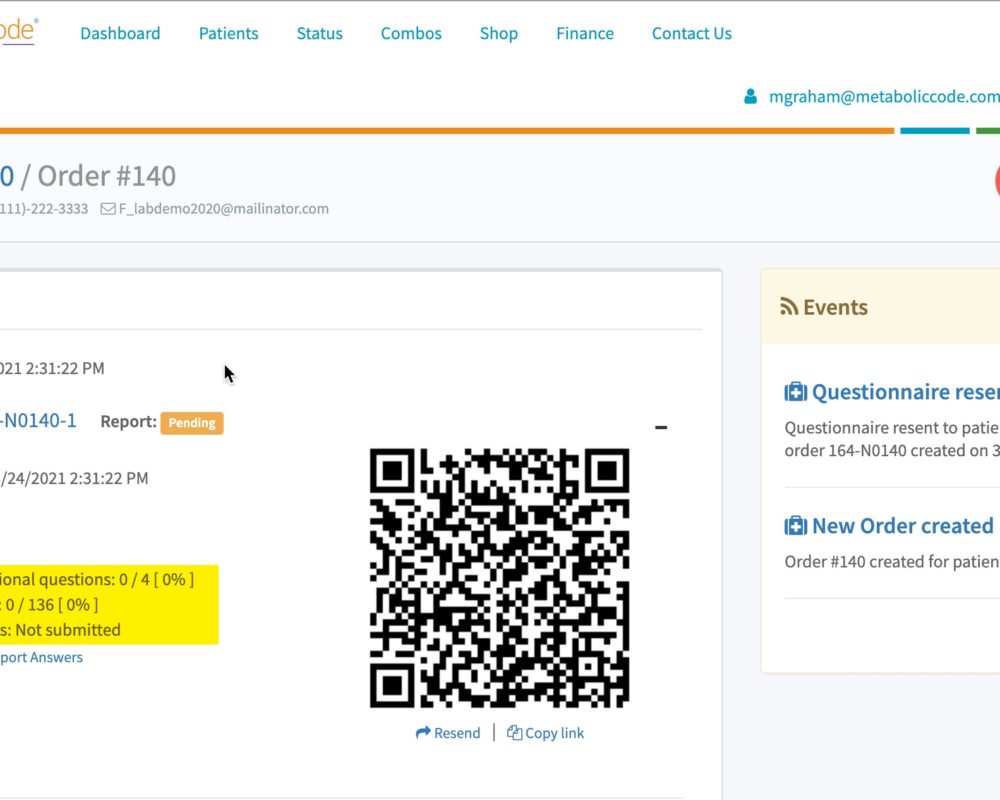 ode®
Dashboard Patients Status Combos Shop Finance Contact Us
mgraham@metaboliccode.com
0 / Order #140
111)-222-3333 F_labdemo2020@mailinator.com
Events
021 2:31:22 PM
-N0140-1 Report: Pending
/24/2021 2:31:22 PM
ional questions: 0 / 4 [ 0% ]
: 0 / 136 [ 0% ]
s: Not submitted
port Answers
Resend | Copy link
Questionnaire reser
Questionnaire resent to patie
order 164-N0140 created on 3
New Order created
Order #140 created for patien